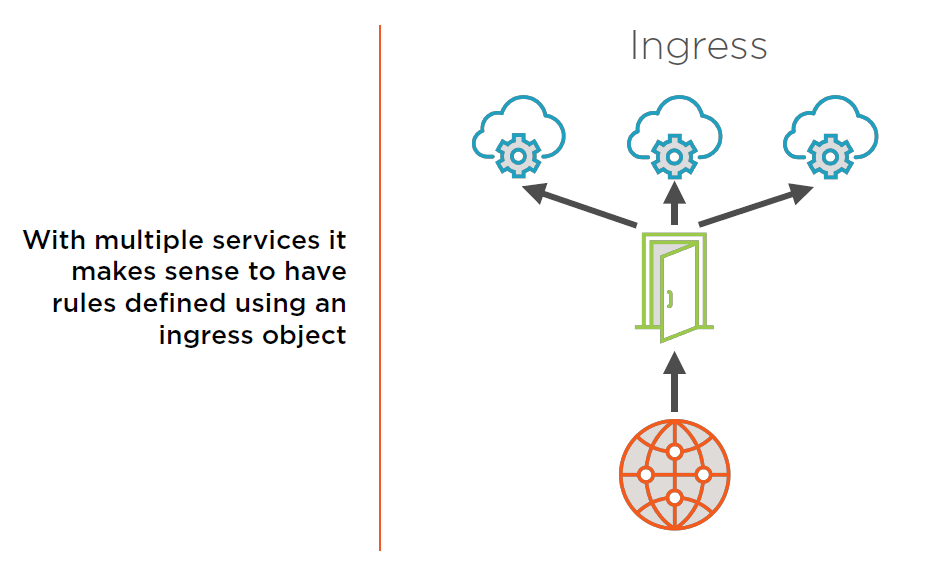 Ingress
With multiple services it
makes sense to have
rules defined using an
ingress object